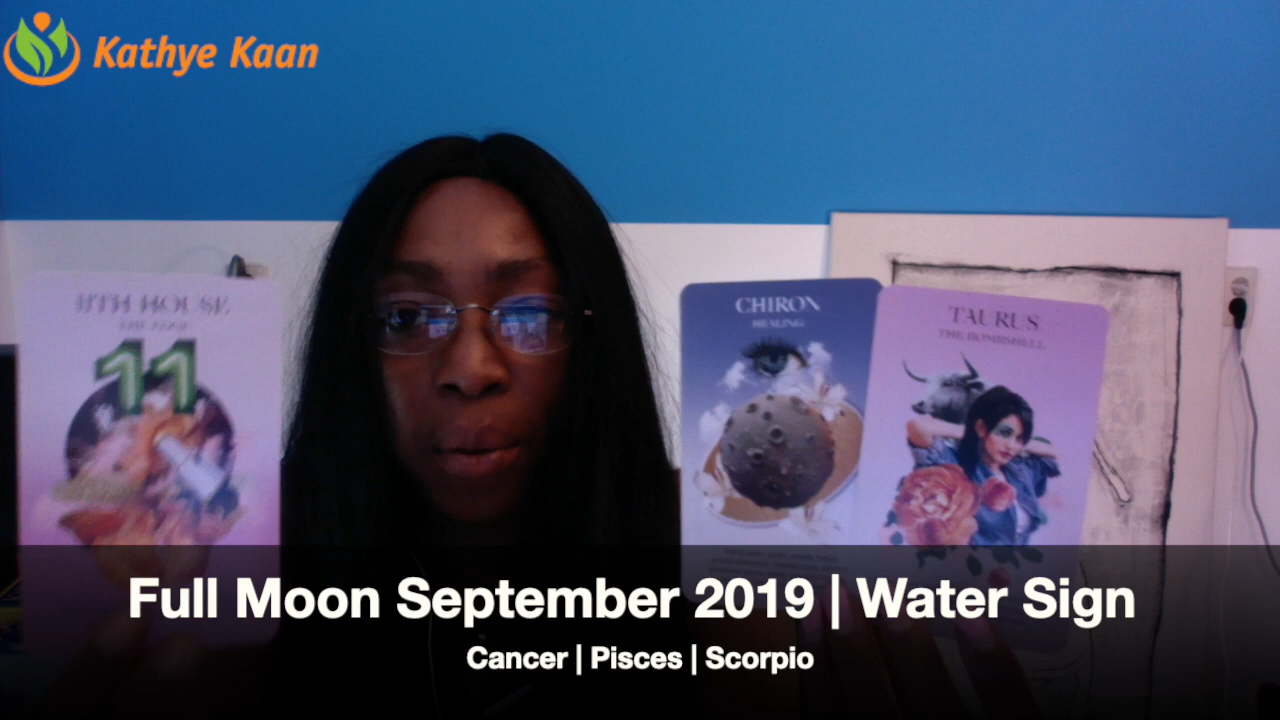 Kathye Kaan
11TH HOUSE
11
CHIRON
HEALING
TAURUS
THE BOMBSHELL
Full Moon September 2019 | Water Sign
Cancer | Pisces | Scorpio